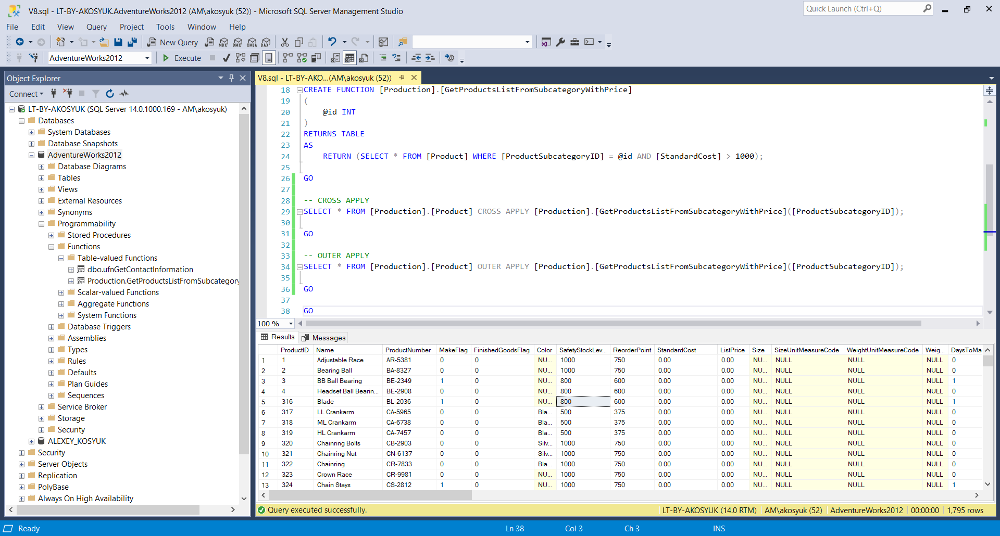 V8.sql - LT-BY-AKOSYUK.AdventureWorks2012 (AM\akosyuk (52)) - Microsoft SQL Server Management Studio
Quick Launch (Ctrl+Q)
File Edit View Query Project Tools Window Help
New Query MDX DMX XMLA DAX
AdventureWorks2012 Execute
Object Explorer
Connect
LT-BY-AKOSYUK (SQL Server 14.0.1000.169 - AM\akosyuk)
Databases
System Databases
Database Snapshots
AdventureWorks2012
Database Diagrams
Tables
Views
External Resources
Synonyms
Programmability
Stored Procedures
Functions
Table-valued Functions
dbo.ufnGetContactInformation
Production.GetProductsListFromSubcategory
Scalar-valued Functions
Aggregate Functions
System Functions
Database Triggers
Assemblies
Types
Rules
Defaults
Plan Guides
Sequences
Service Broker
Storage
Security
ALEXEY_KOSYUK
Security
Server Objects
Replication
PolyBase
Always On High Availability
V8.sql - LT-BY-AKO...(AM\akosyuk (52))
18 CREATE FUNCTION [Production].[GetProductsListFromSubcategoryWithPrice]
19 (
20 @id INT
21 )
22 RETURNS TABLE
23 AS
24 RETURN (SELECT * FROM [Product] WHERE [ProductSubcategoryID] = @id AND [StandardCost] > 1000);
25
26 GO
27
28 -- CROSS APPLY
29 SELECT * FROM [Production].[Product] CROSS APPLY [Production].[GetProductsListFromSubcategoryWithPrice]([ProductSubcategoryID]);
30
31 GO
32
33 -- OUTER APPLY
34 SELECT * FROM [Production].[Product] OUTER APPLY [Production].[GetProductsListFromSubcategoryWithPrice]([ProductSubcategoryID]);
35
36 GO
37
38 GO
100 %
Results Messages
ProductID Name ProductNumber MakeFlag FinishedGoodsFlag Color SafetyStockLev... ReorderPoint StandardCost ListPrice Size SizeUnitMeasureCode WeightUnitMeasureCode Weig... DaysToMa
1 1 Adjustable Race AR-5381 0 0 NU... 1000 750 0.00 0.00 NU... NULL NULL NULL 0
2 2 Bearing Ball BA-8327 0 0 NU... 1000 750 0.00 0.00 NU... NULL NULL NULL 0
3 3 BB Ball Bearing BE-2349 1 0 NU... 800 600 0.00 0.00 NU... NULL NULL NULL 1
4 4 Headset Ball Bearin... BE-2908 0 0 NU... 800 600 0.00 0.00 NU... NULL NULL NULL 0
5 316 Blade BL-2036 1 0 NU... 800 600 0.00 0.00 NU... NULL NULL NULL 1
6 317 LL Crankarm CA-5965 0 0 Bla... 500 375 0.00 0.00 NU... NULL NULL NULL 0
7 318 ML Crankarm CA-6738 0 0 Bla... 500 375 0.00 0.00 NU... NULL NULL NULL 0
8 319 HL Crankarm CA-7457 0 0 Bla... 500 375 0.00 0.00 NU... NULL NULL NULL 0
9 320 Chainring Bolts CB-2903 0 0 Silv... 1000 750 0.00 0.00 NU... NULL NULL NULL 0
10 321 Chainring Nut CN-6137 0 0 Silv... 1000 750 0.00 0.00 NU... NULL NULL NULL 0
11 322 Chainring CR-7833 0 0 Bla... 1000 750 0.00 0.00 NU... NULL NULL NULL 0
12 323 Crown Race CR-9981 0 0 NU... 1000 750 0.00 0.00 NU... NULL NULL NULL 0
13 324 Chain Stays CS-2812 1 0 NU... 1000 750 0.00 0.00 NU... NULL NULL NULL 1
Query executed successfully. LT-BY-AKOSYUK (14.0 RTM) AM\akosyuk (52) AdventureWorks2012 00:00:00 1,795 rows
Ready Ln 38 Col 3 Ch 3 INS